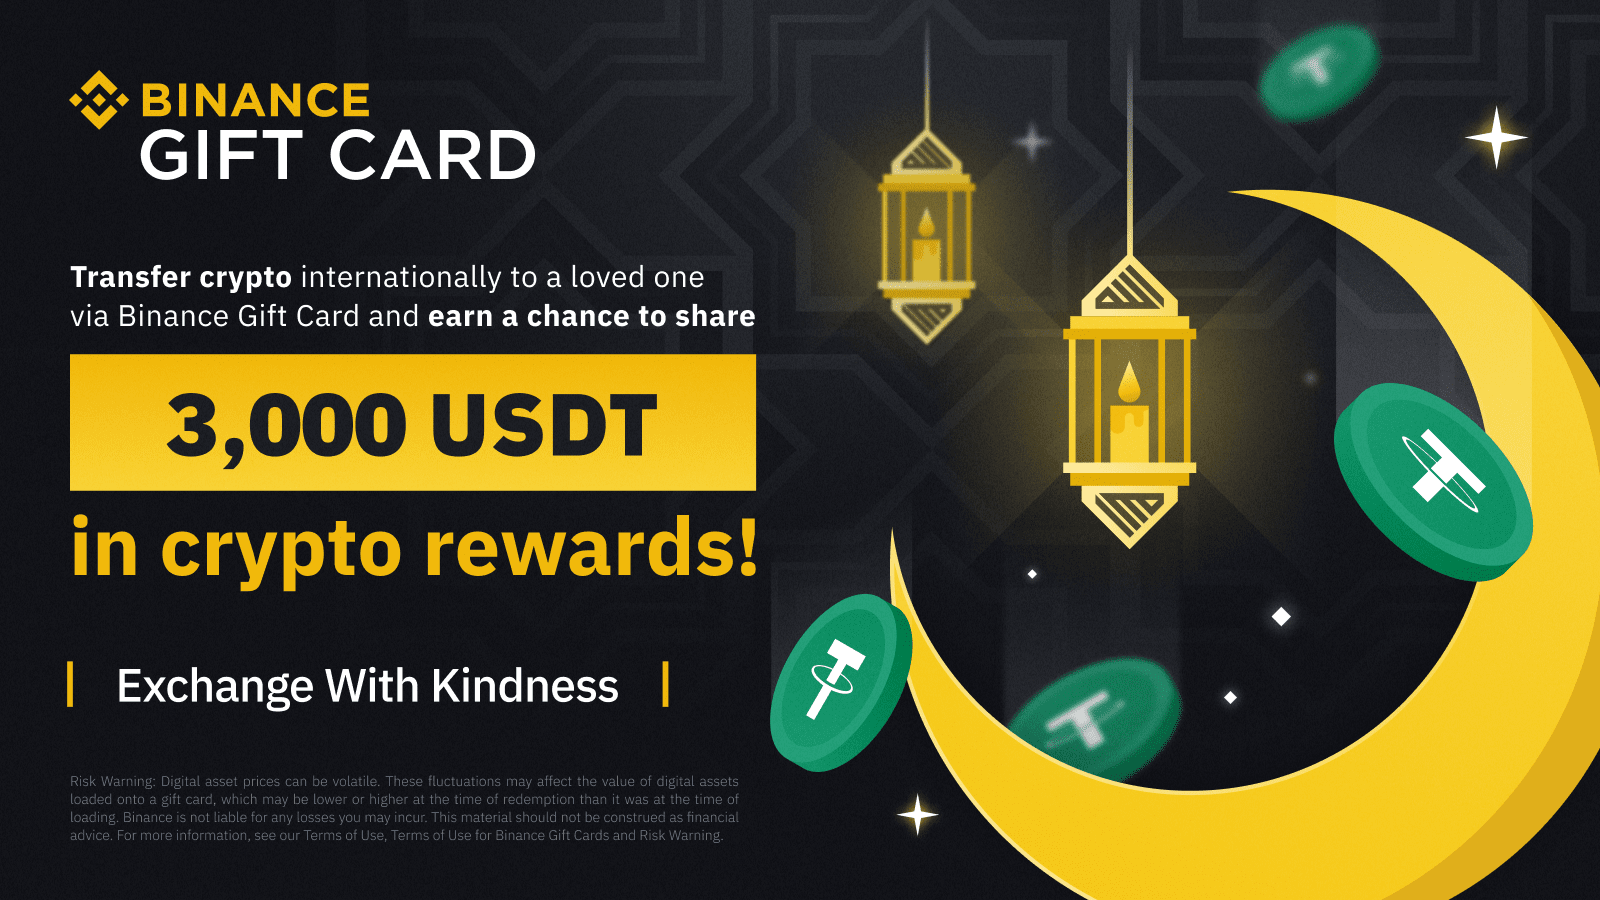 BINANCE
GIFT CARD
Transfer crypto internationally to a loved one
via Binance Gift Card and earn a chance to share
3,000 USDT
in crypto rewards!
Exchange With Kindness
Risk Warning: Digital asset prices can be volatile. These fluctuations may affect the value of digital assets
loaded onto a gift card, which may be lower or higher at the time of redemption than it was at the time of
loading. Binance is not liable for any losses you may incur. This material should not be construed as financial
advice. For more information, see our Terms of Use, Terms of Use for Binance Gift Cards and Risk Warning.